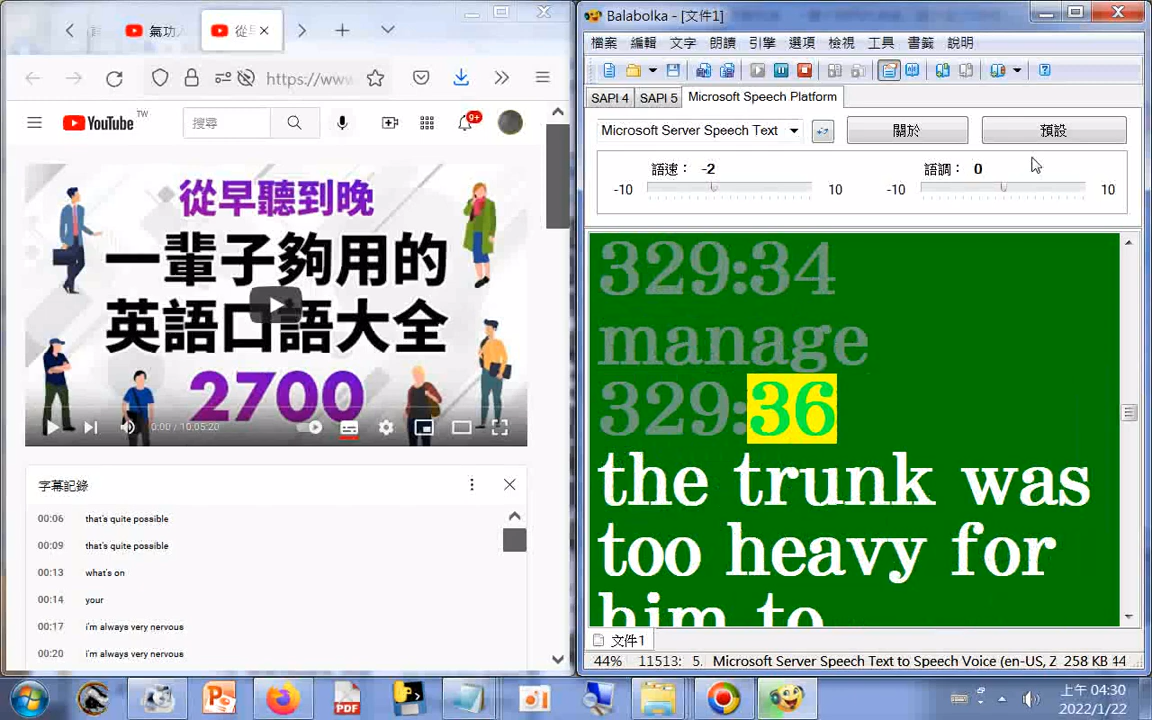 氣功
從
https://www
YouTube TW
搜尋
9+
從早聽到晚
一輩子夠用的
英語口語大全
2700
0:00 / 10:05:20
字幕記錄
00:06 that's quite possible
00:09 that's quite possible
00:13 what's on
00:14 your
00:17 i'm always very nervous
00:20 i'm always very nervous
Balabolka - [文件1]
檔案 編輯 文字 朗讀 引擎 選項 檢視 工具 書籤 說明
SAPI 4 SAPI 5 Microsoft Speech Platform
Microsoft Server Speech Text 關於 預設
語速： -2 語調： 0
-10 10 -10 10
329:34
manage
329:36
the trunk was
too heavy for
him to
文件1
44% 11513: 5. Microsoft Server Speech Text to Speech Voice (en-US, Z 258 KB 44
PDF
上午 04:30
2022/1/22